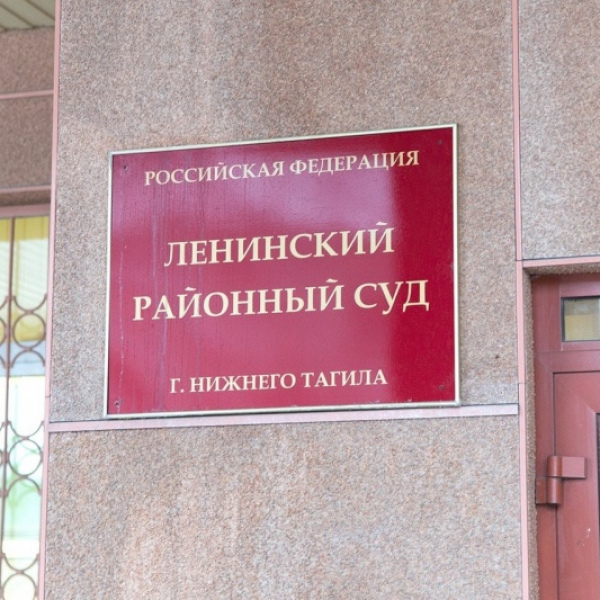 РОССИЙСКАЯ ФЕДЕРАЦИЯ
ЛЕНИНСКИЙ
РАЙОННЫЙ СУД
Г. НИЖНЕГО ТАГИЛА